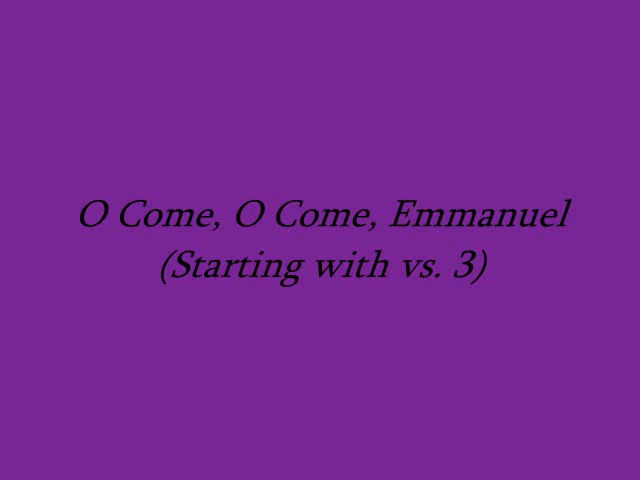 O Come, O Come, Emmanuel
(Starting with vs. 3)